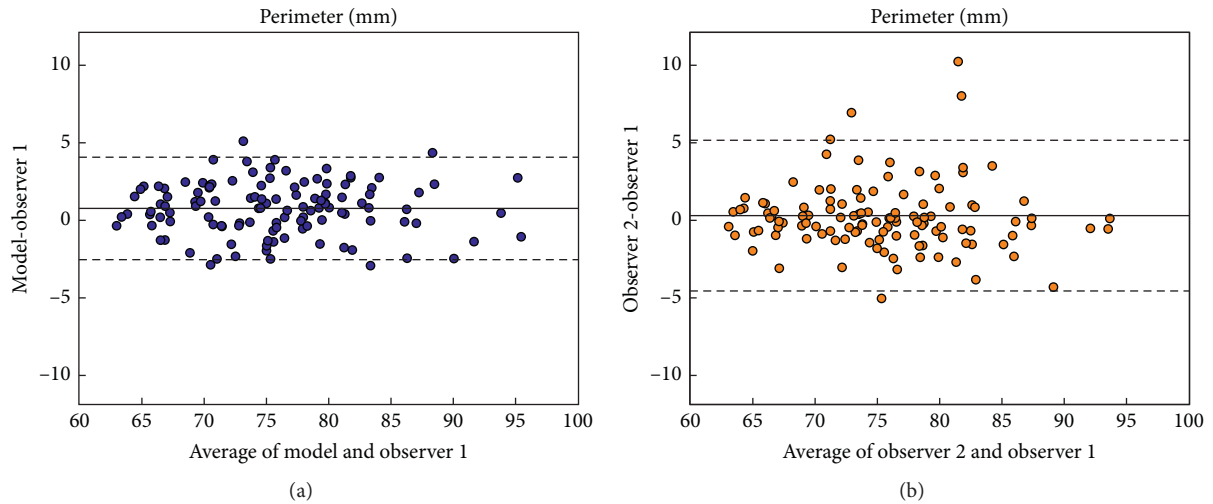 Perimeter (mm)
10
5
0
−5
−10
Model-observer 1
60 65 70 75 80 85 90 95 100
Average of model and observer 1
(a)
Perimeter (mm)
10
5
0
−5
−10
Observer 2-observer 1
60 65 70 75 80 85 90 95 100
Average of observer 2 and observer 1
(b)